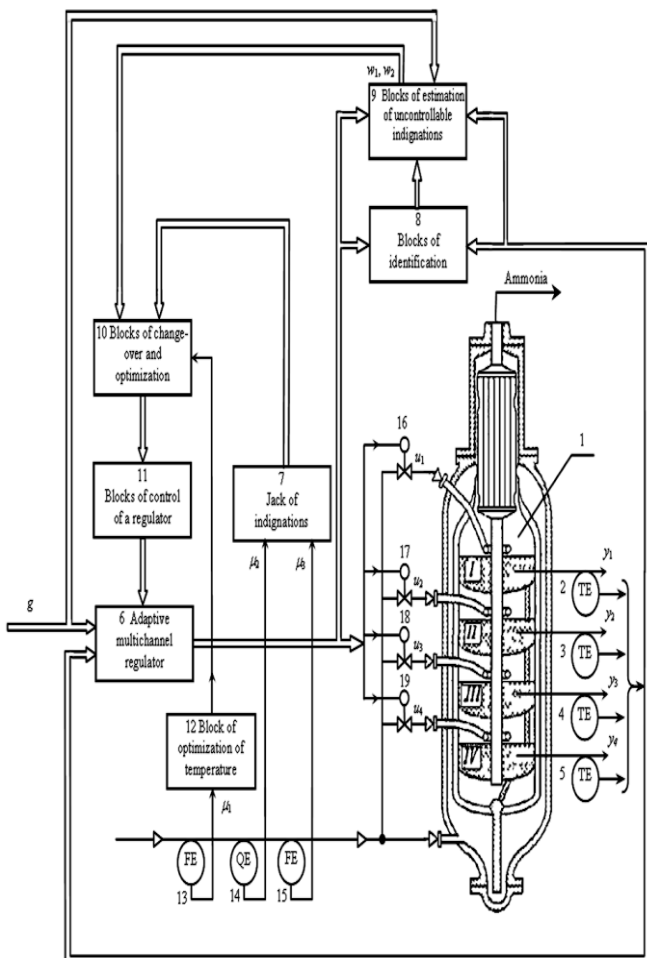 w₁, w₂
9 Blocks of estimation
of uncontrollable
indignations
8
Blocks of
identification
Ammonia
10 Blocks of change-
over and
optimization
16
u₁
1
11
Blocks of control
of a regulator
7
Jack of
indignations
μ₂
μ₃
17
u₂
I
y₁
2
TE
g
6 Adaptive
multichannel
regulator
18
u₃
II
y₂
3
TE
19
u₄
III
y₃
4
TE
12 Block of
optimization of
temperature
IV
y₄
5
TE
μ₁
FE
QE
FE
13
14
15